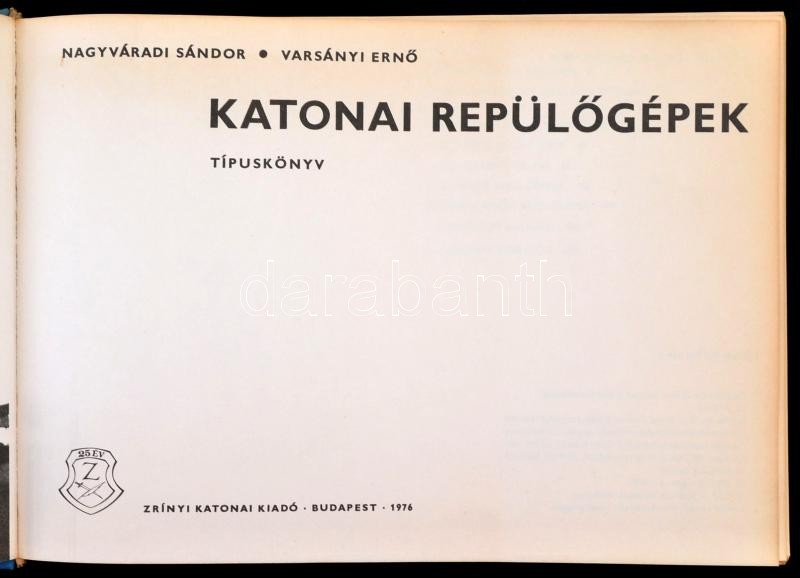 NAGYVÁRADI SÁNDOR • VARSÁNYI ERNŐ
KATONAI REPÜLŐGÉPEK
TÍPUSKÖNYV
darabanth
25 ÉV
Z
ZRÍNYI KATONAI KIADÓ · BUDAPEST · 1976